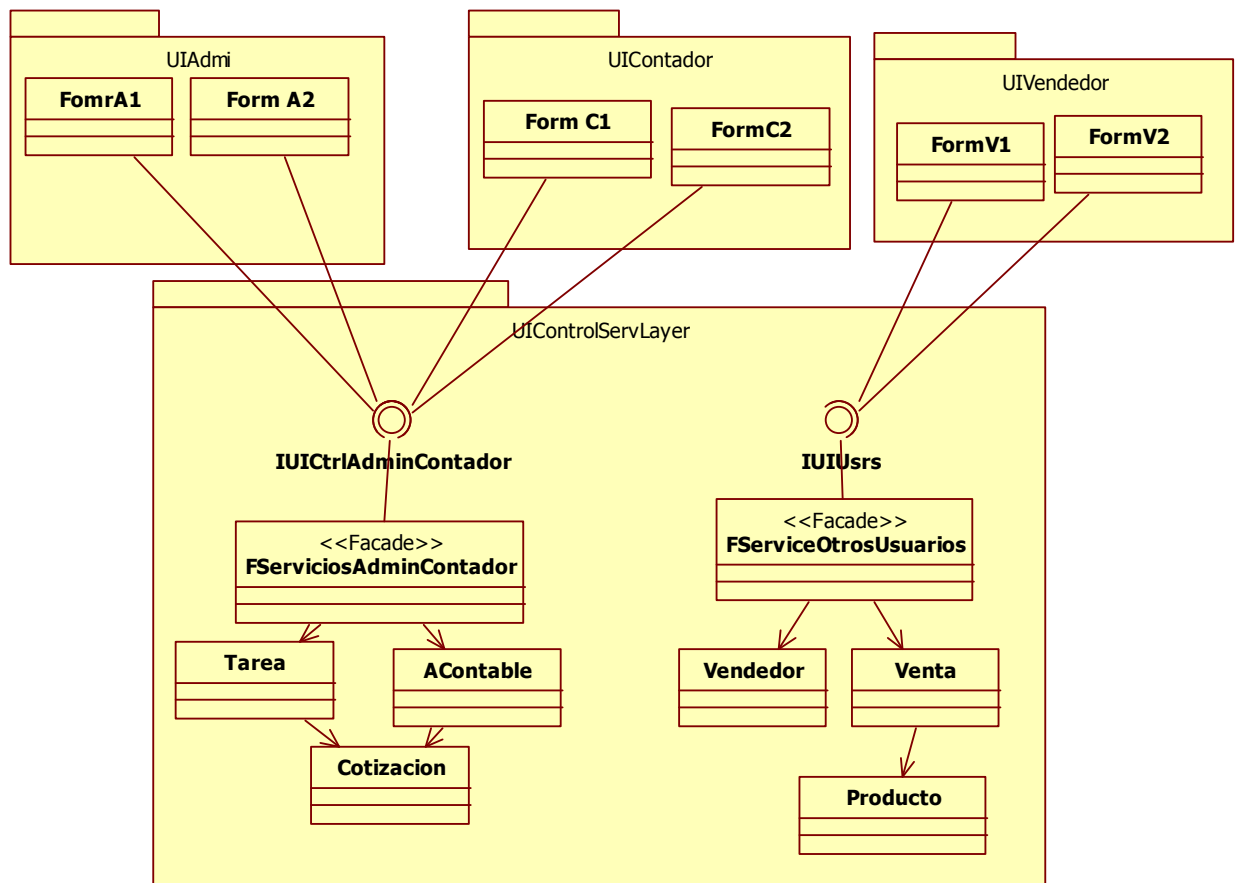 UIAdmi
FomrA1
Form A2
UIContador
Form C1
FormC2
UIVendedor
FormV1
FormV2
UIControlServLayer
IUICtrlAdminContador
IUIUsrs
<<Facade>>
FServiciosAdminContador
<<Facade>>
FServiceOtrosUsuarios
Tarea
AContable
Vendedor
Venta
Cotizacion
Producto